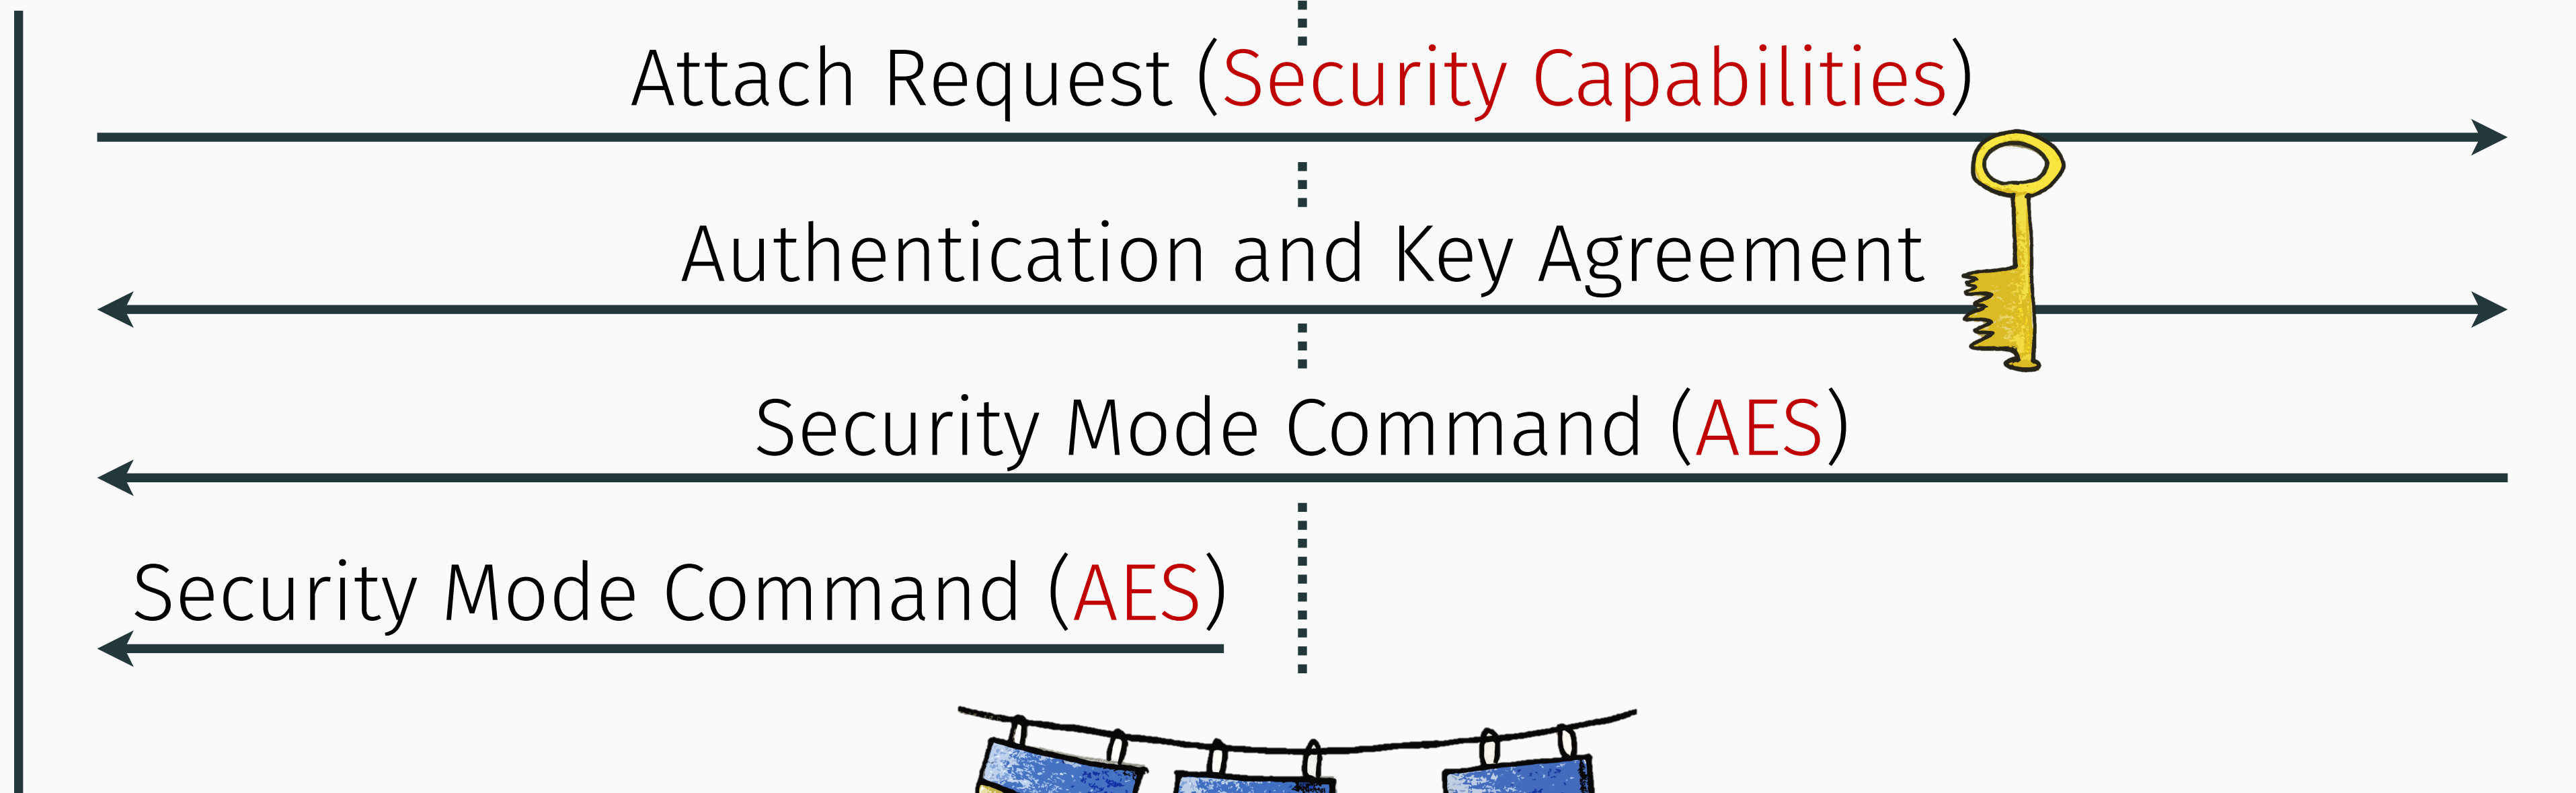 Attach Request (Security Capabilities)
Authentication and Key Agreement
Security Mode Command (AES)
Security Mode Command (AES)